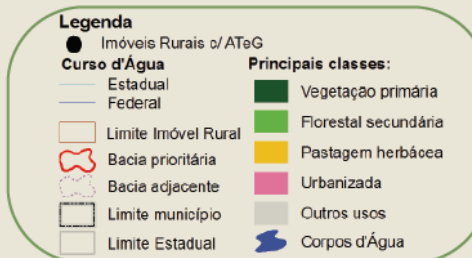 Legenda
Imóveis Rurais c/ ATeG
Curso d'Água
Estadual
Federal
Limite Imóvel Rural
Bacia prioritária
Bacia adjacente
Limite município
Limite Estadual
Principais classes:
Vegetação primária
Florestal secundária
Pastagem herbácea
Urbanizada
Outros usos
Corpos d'Água